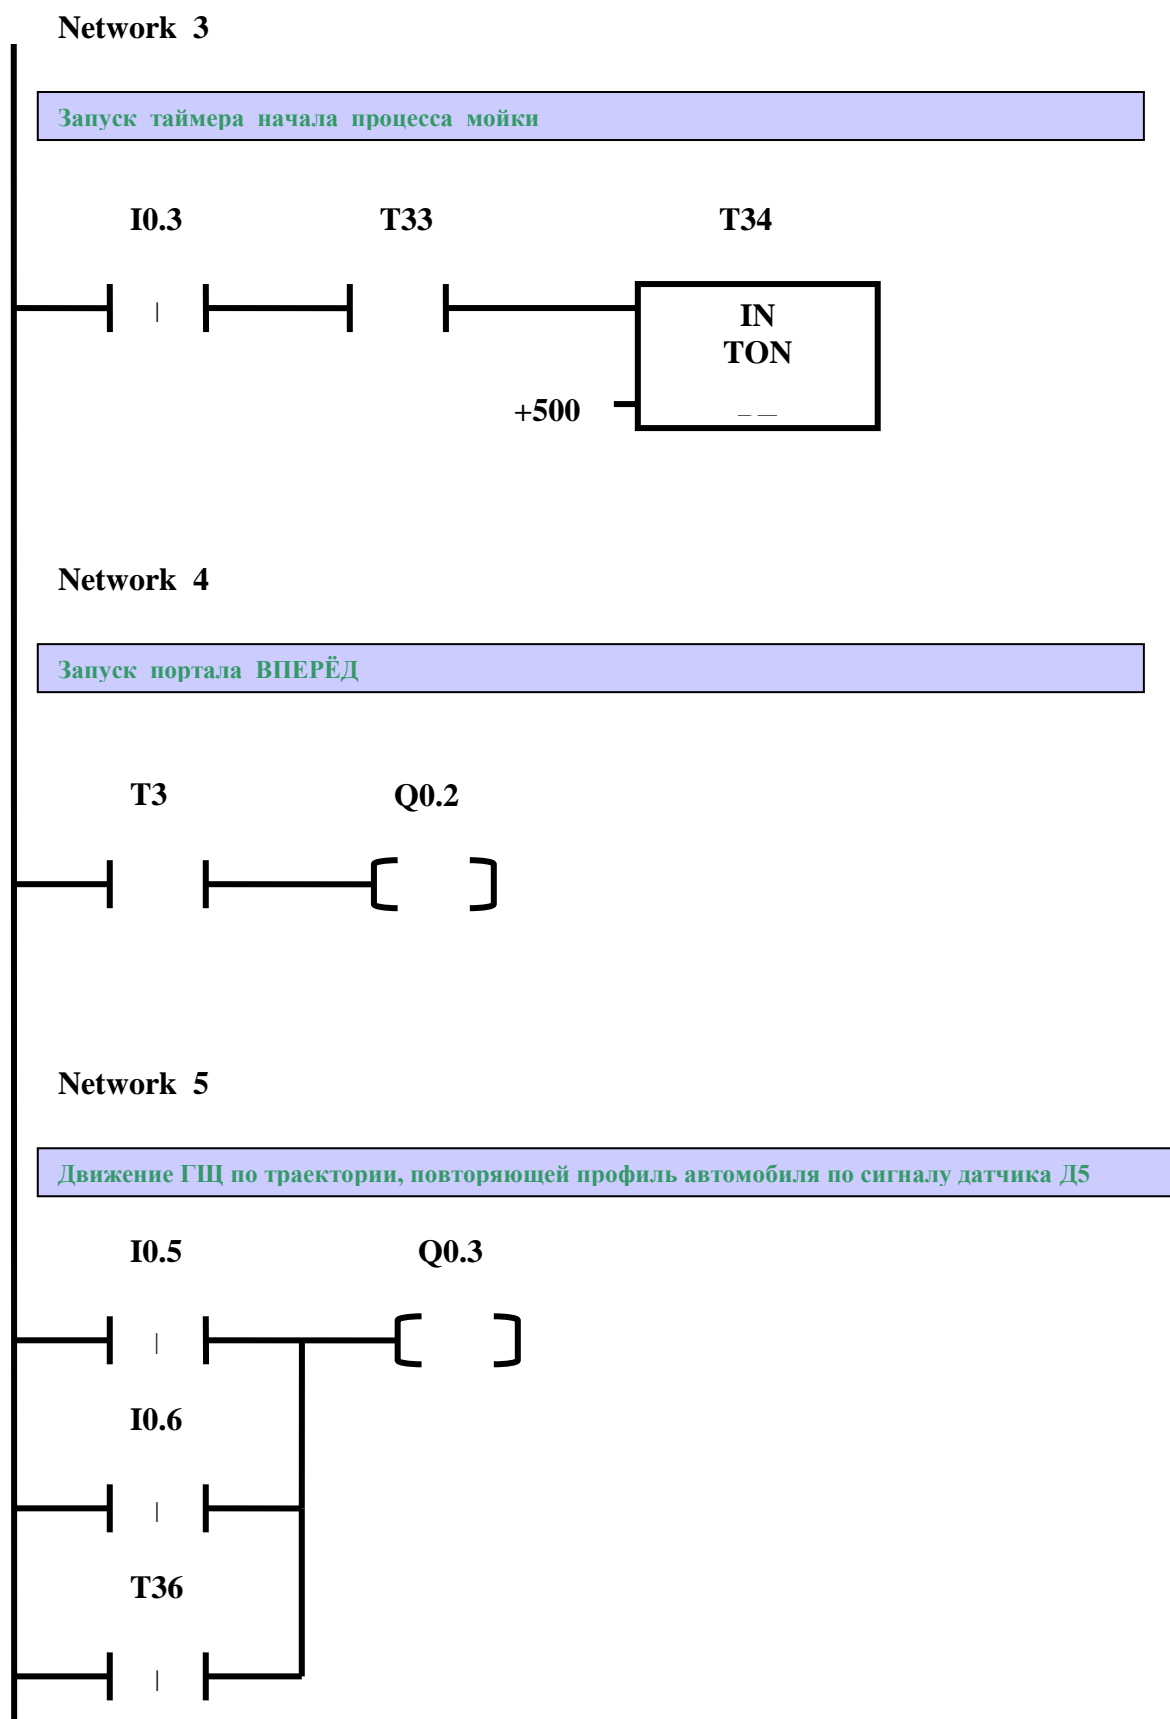 Network 3
Запуск таймера начала процесса мойки
I0.3 T33 T34
IN
TON
+500
Network 4
Запуск портала ВПЕРЁД
T3 Q0.2
Network 5
Движение ГЩ по траектории, повторяющей профиль автомобиля по сигналу датчика Д5
I0.5 Q0.3
I0.6
T36